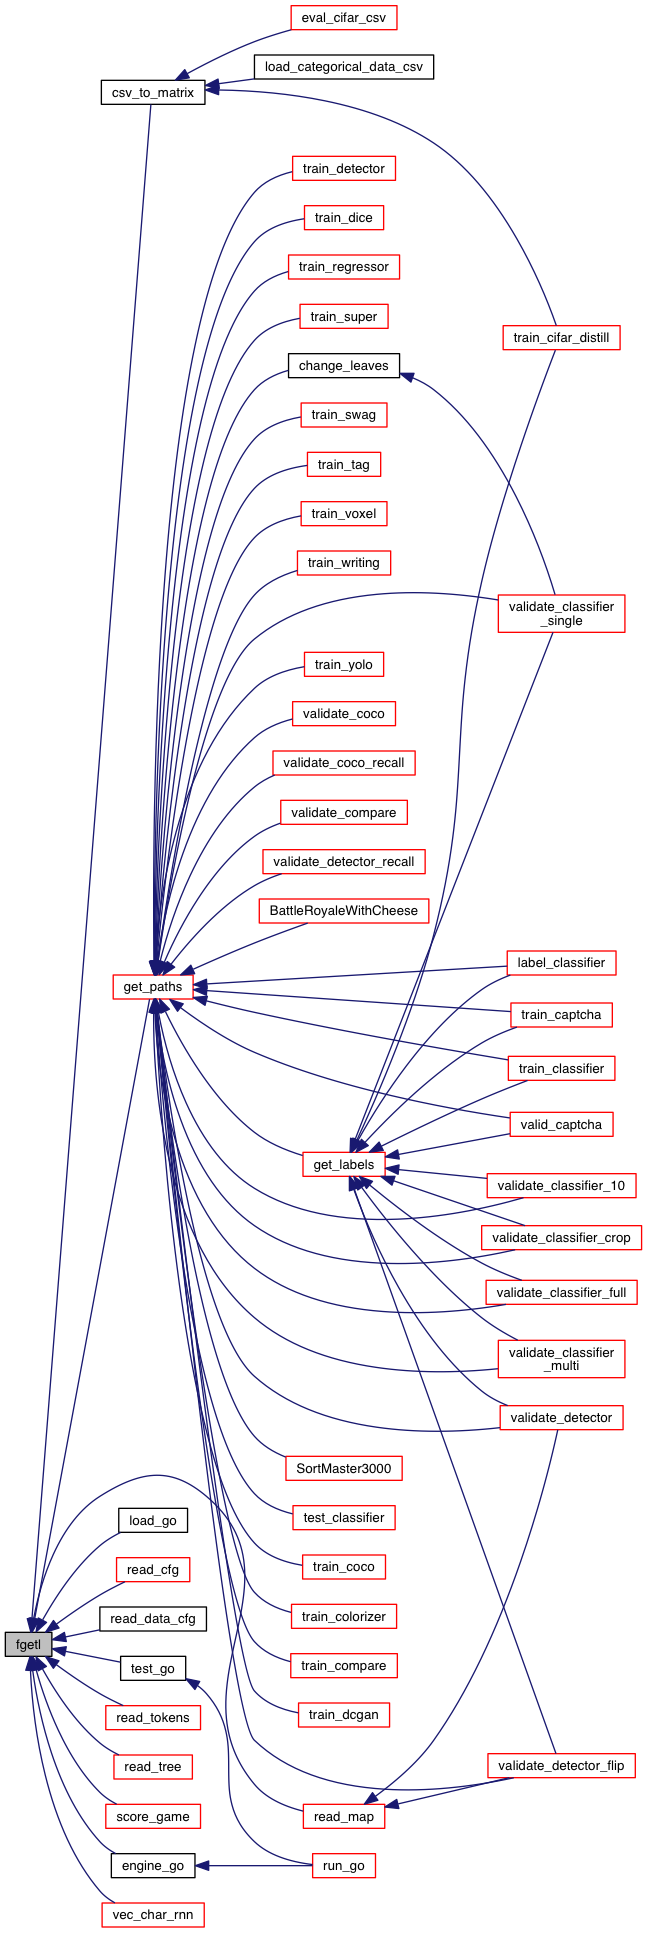 eval_cifar_csv
load_categorical_data_csv
csv_to_matrix
train_detector
train_dice
train_regressor
train_super
train_cifar_distill
change_leaves
train_swag
train_tag
train_voxel
train_writing
validate_classifier
_single
train_yolo
validate_coco
validate_coco_recall
validate_compare
validate_detector_recall
BattleRoyaleWithCheese
label_classifier
get_paths
train_captcha
train_classifier
valid_captcha
get_labels
validate_classifier_10
validate_classifier_crop
validate_classifier_full
validate_classifier
_multi
validate_detector
SortMaster3000
load_go
test_classifier
read_cfg
train_coco
read_data_cfg
train_colorizer
fgetl
test_go
train_compare
read_tokens
train_dcgan
read_tree
validate_detector_flip
score_game
read_map
engine_go
run_go
vec_char_rnn